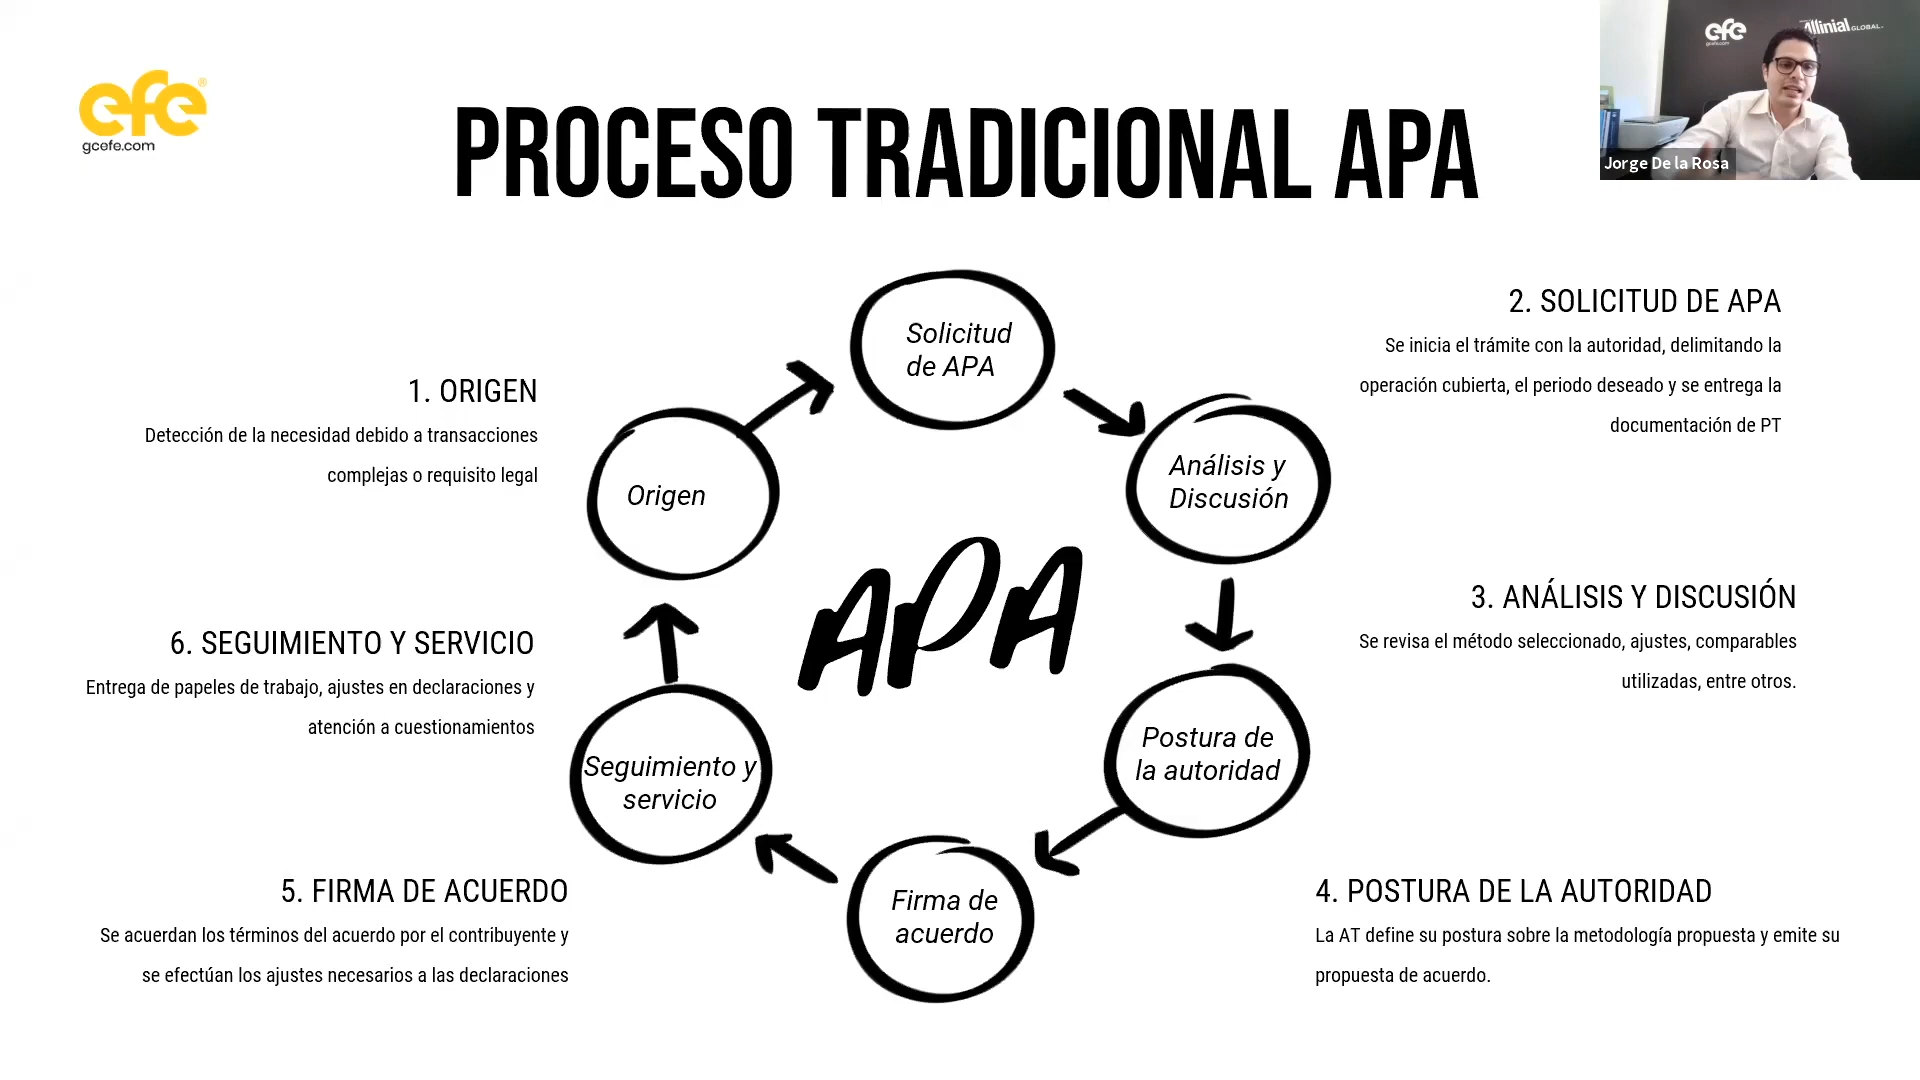 efe®
gcefe.com
PROCESO TRADICIONAL APA
efe
gcefe.com
Allinial GLOBAL
Jorge De la Rosa
1. ORIGEN
Detección de la necesidad debido a transacciones
complejas o requisito legal
2. SOLICITUD DE APA
Se inicia el trámite con la autoridad, delimitando la
operación cubierta, el periodo deseado y se entrega la
documentación de PT
3. ANÁLISIS Y DISCUSIÓN
Se revisa el método seleccionado, ajustes, comparables
utilizadas, entre otros.
4. POSTURA DE LA AUTORIDAD
La AT define su postura sobre la metodología propuesta y emite su
propuesta de acuerdo.
5. FIRMA DE ACUERDO
Se acuerdan los términos del acuerdo por el contribuyente y
se efectúan los ajustes necesarios a las declaraciones
6. SEGUIMIENTO Y SERVICIO
Entrega de papeles de trabajo, ajustes en declaraciones y
atención a cuestionamientos
Origen
Solicitud
de APA
Análisis y
Discusión
Postura de
la autoridad
Firma de
acuerdo
Seguimiento y
servicio
APA